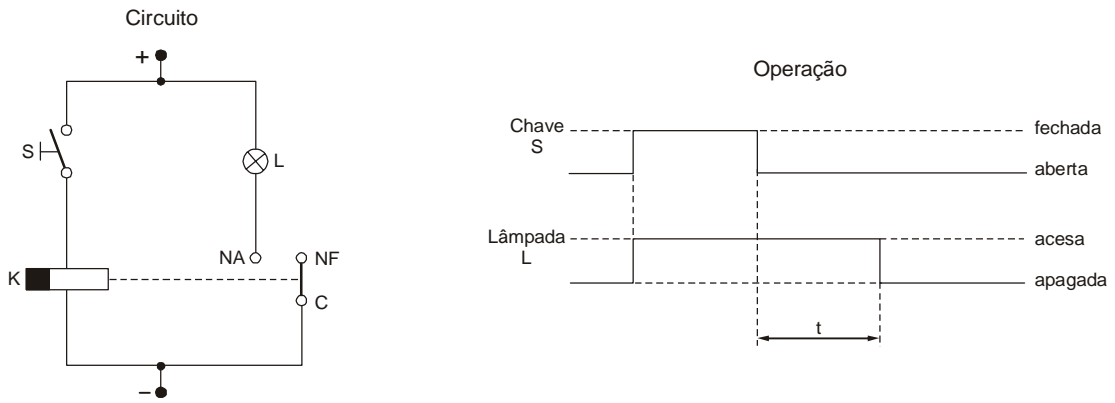 Circuito
+
S
L
NA
NF
K
C
−
Operação
Chave
S
fechada
aberta
Lâmpada
L
acesa
apagada
t